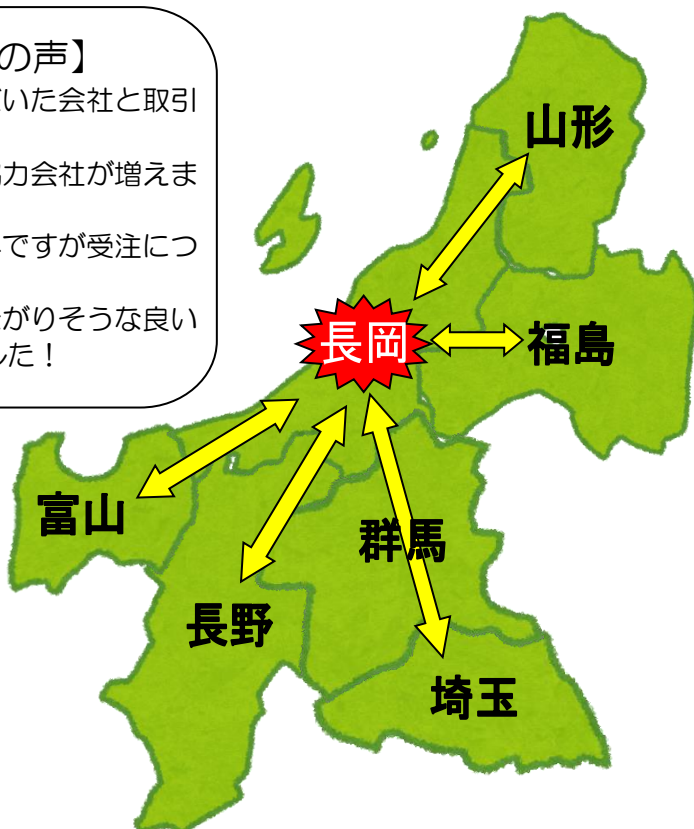 の声】
いた会社と取引
力会社が増えま
ですが受注につ
がりそうな良い
した！
山形
長岡
福島
富山
群馬
長野
埼玉